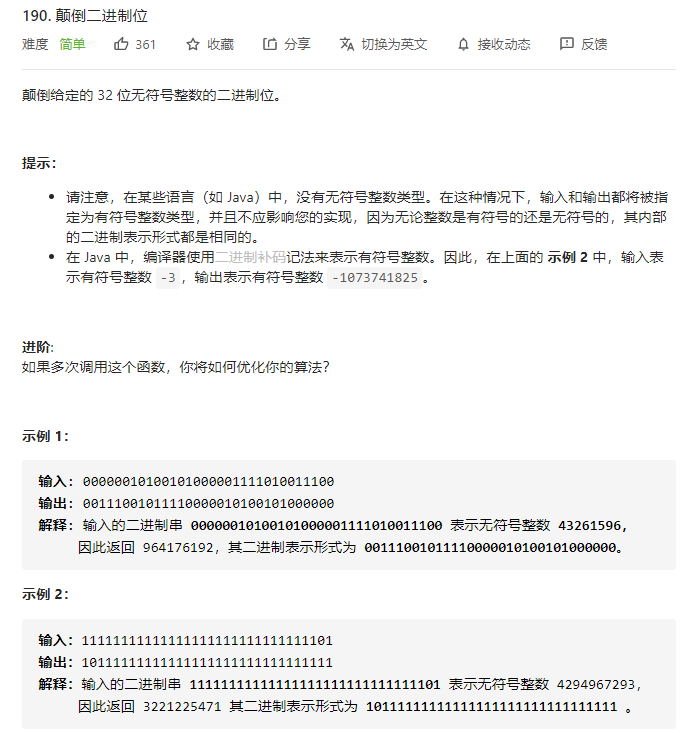 190. 颠倒二进制位
难度 简单 361 收藏 分享 切换为英文 接收动态 反馈
颠倒给定的 32 位无符号整数的二进制位。
提示：
请注意，在某些语言（如 Java）中，没有无符号整数类型。在这种情况下，输入和输出都将被指
定为有符号整数类型，并且不应影响您的实现，因为无论整数是有符号的还是无符号的，其内部
的二进制表示形式都是相同的。
在 Java 中，编译器使用二进制补码记法来表示有符号整数。因此，在上面的 示例 2 中，输入表
示有符号整数 -3，输出表示有符号整数 -1073741825。
进阶:
如果多次调用这个函数，你将如何优化你的算法？
示例 1：
输入：00000010100101000001111010011100
输出：00111001011110000010100101000000
解释：输入的二进制串 00000010100101000001111010011100 表示无符号整数 43261596，
因此返回 964176192，其二进制表示形式为 00111001011110000010100101000000。
示例 2：
输入：11111111111111111111111111111101
输出：10111111111111111111111111111111
解释：输入的二进制串 11111111111111111111111111111101 表示无符号整数 4294967293，
因此返回 3221225471 其二进制表示形式为 10111111111111111111111111111111 。